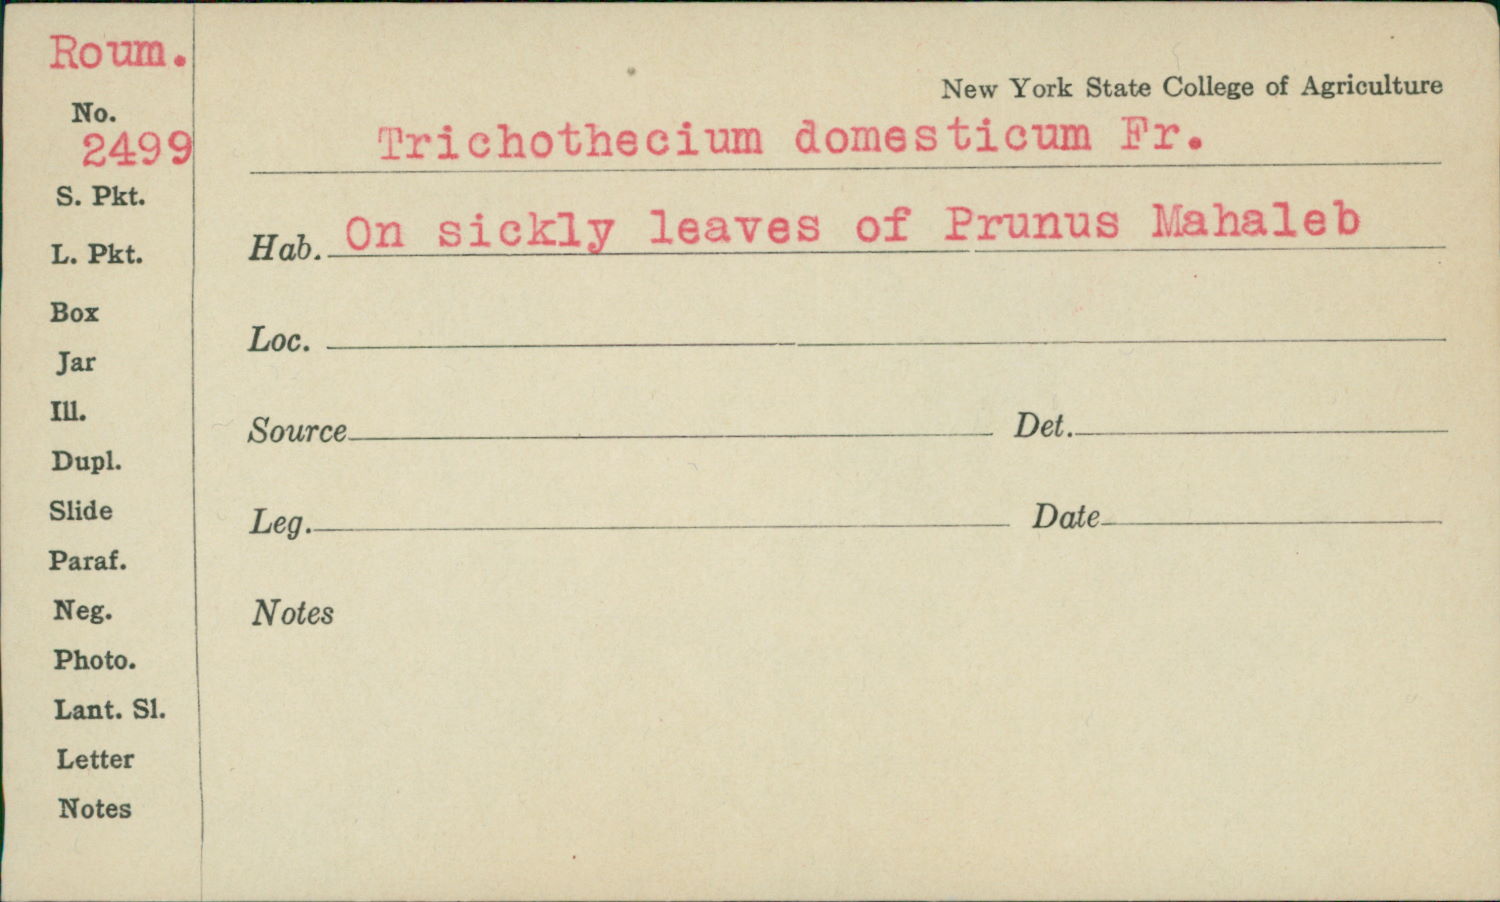 Roum.
No.
2499
S. Pkt.
L. Pkt.
Box
Jar
Ill.
Dupl.
Slide
Paraf.
Neg.
Photo.
Lant. Sl.
Letter
Notes
New York State College of Agriculture
Trichothecium domesticum Fr.
Hab. On sickly leaves of Prunus Mahaleb
Loc.
Source Det.
Leg. Date
Notes